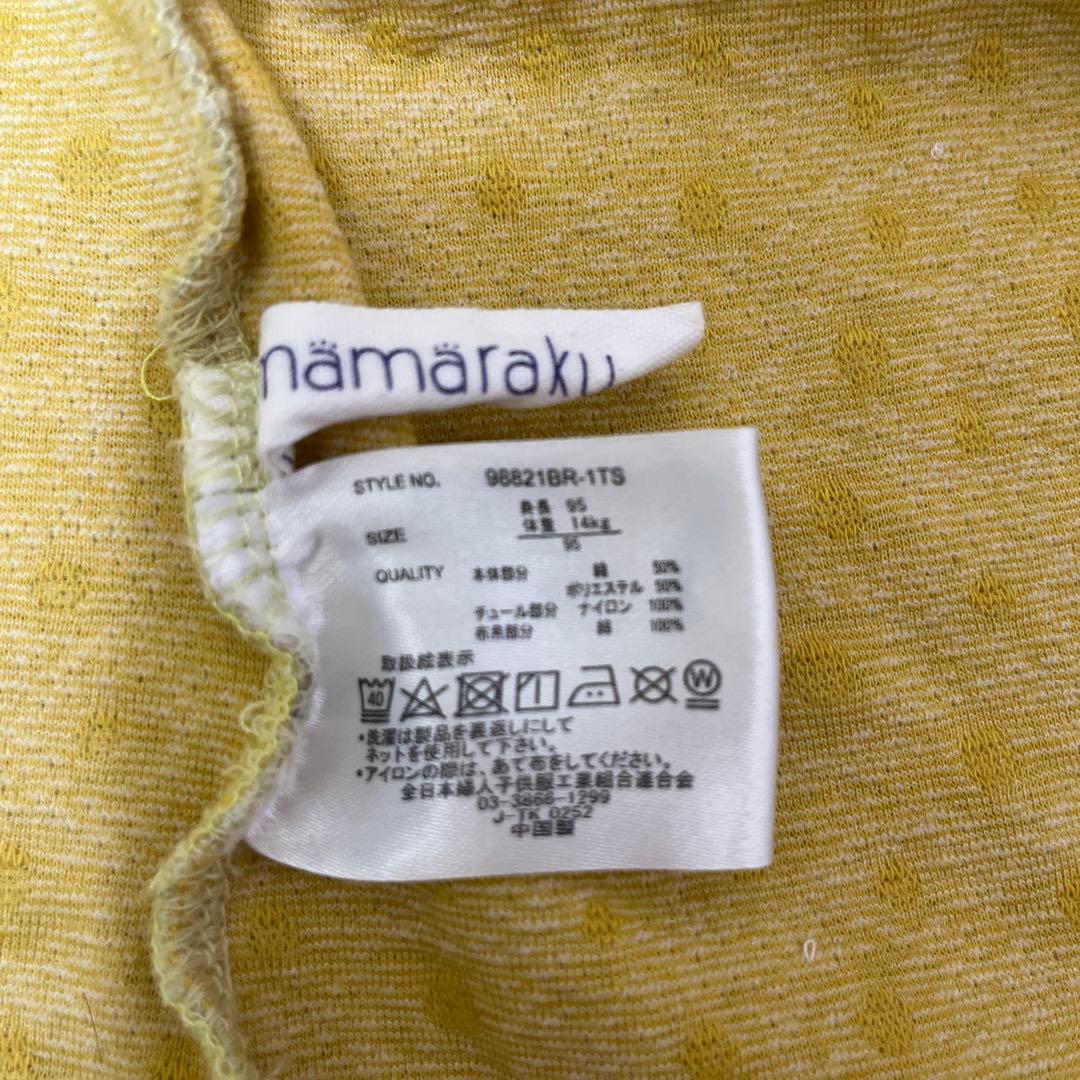 nämäraku
STYLE NO. 98821BR-1TS
身長 95
SIZE 体重 14kg
95
QUALITY 本体部分 綿 50%
ポリエステル 50%
チュール部分 ナイロン 100%
布帛部分 綿 100%
取扱絵表示
40 W
・洗濯は製品を裏返しにして
ネットを使用して下さい。
・アイロンの際は、あて布をしてください。
全日本婦人子供服工業組合連合会
03-3866-1299
J-TK 0252
中国製